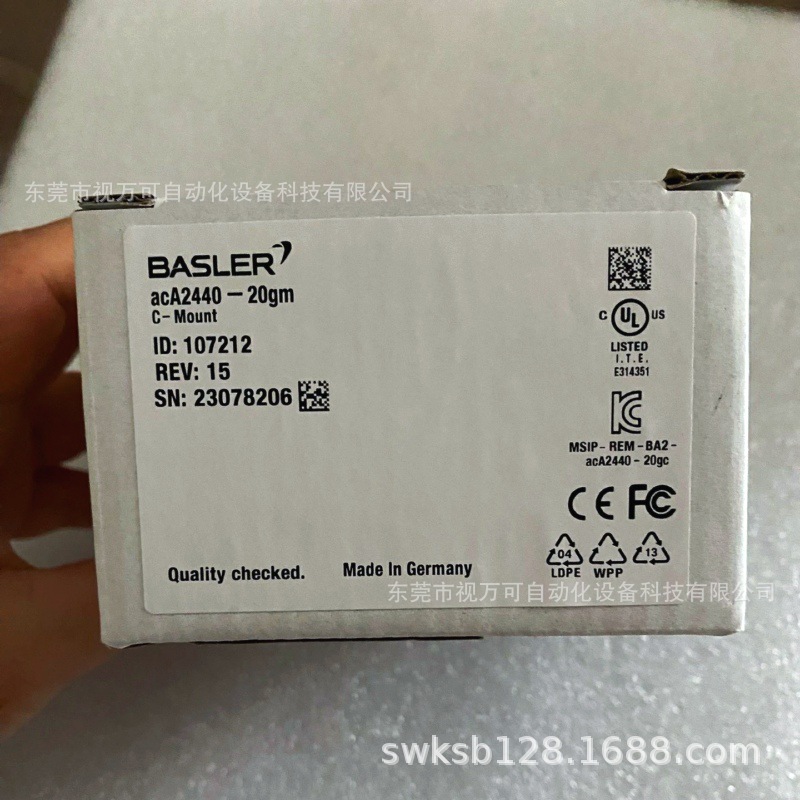 东莞市视万可自动化设备科技有限公司
BASLER
acA2440-20gm
C-Mount
ID: 107212
REV: 15
SN: 23078206
C UL US
LISTED
I.T.E.
E314351
MSIP-REM-BA2-
acA2440-20gc
CE FC
04 13
LDPE WPP
Quality checked. Made In Germany
东莞市视万可自动化设备科技有限公司
swksb128.1688.com